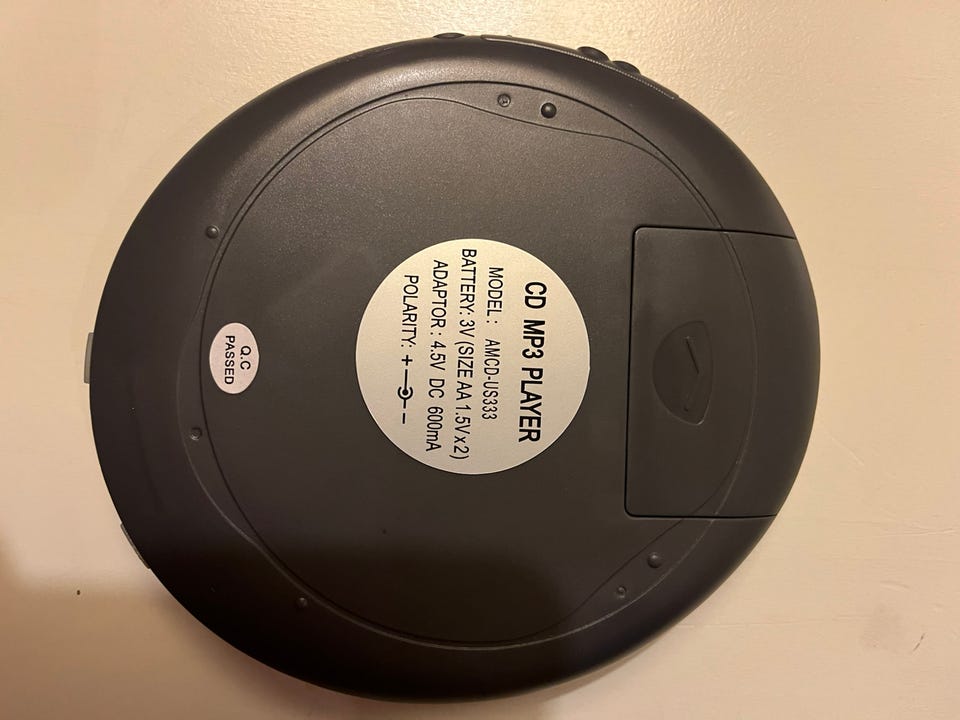 CD MP3 PLAYER
MODEL: AMCD-US333
BATTERY: 3V (SIZE AA 1.5V x 2)
ADAPTOR: 4.5V DC 600mA
POLARITY: + −
Q.C
PASSED